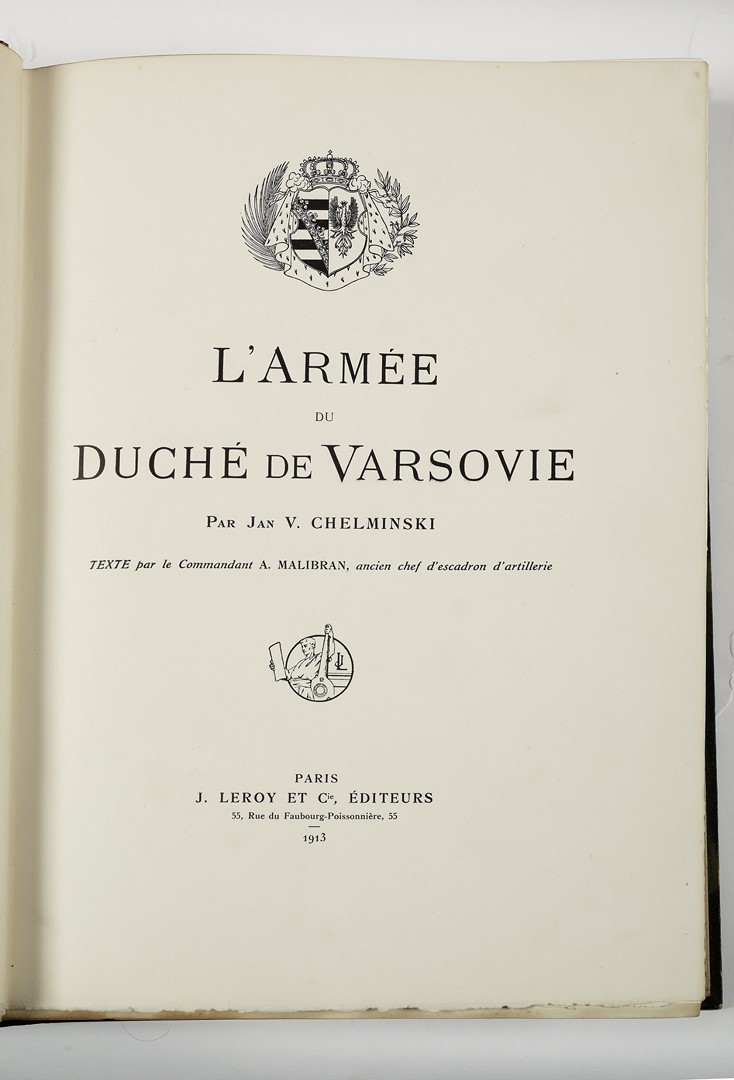 L'ARMÉE
DU
DUCHÉ DE VARSOVIE
PAR JAN V. CHELMINSKI
TEXTE par le Commandant A. MALIBRAN, ancien chef d'escadron d'artillerie
JL
PARIS
J. LEROY ET Cie, ÉDITEURS
55, Rue du Faubourg-Poissonnière, 55
1913